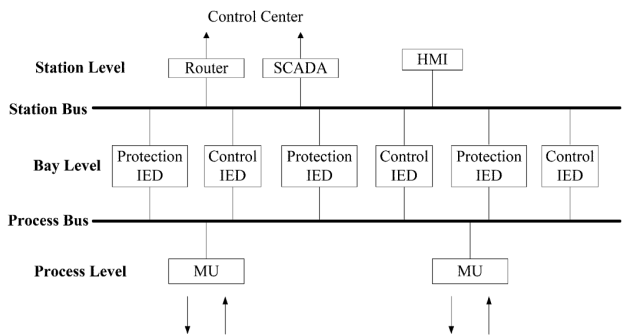 Control Center
Station Level
Router
SCADA
HMI
Station Bus
Bay Level
Protection
IED
Control
IED
Protection
IED
Control
IED
Protection
IED
Control
IED
Process Bus
Process Level
MU
MU